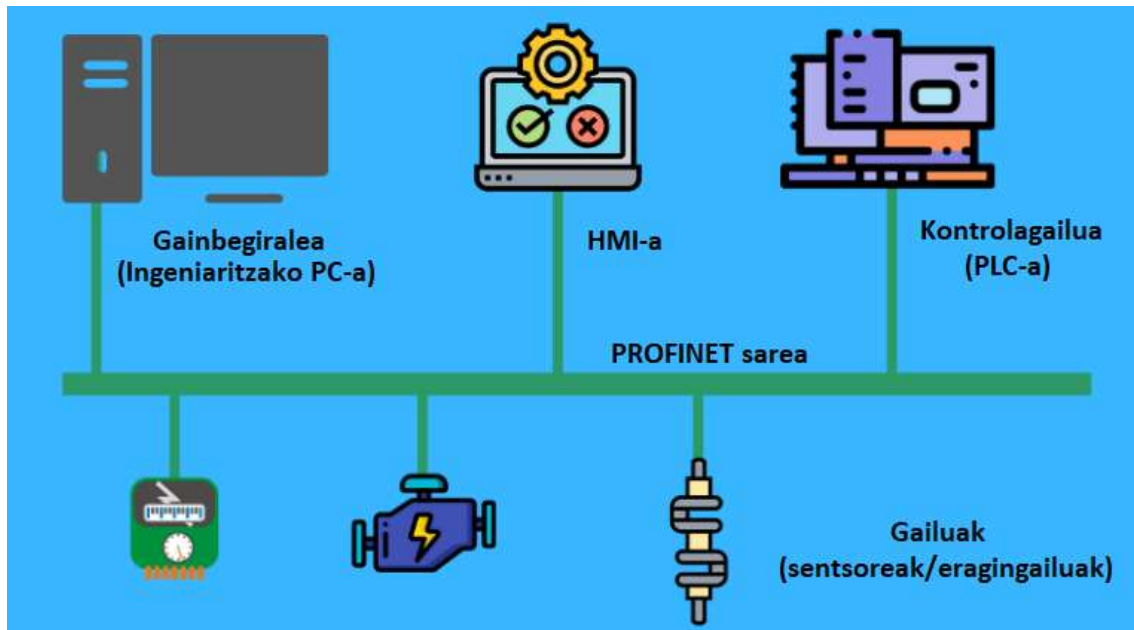 Gainbegiralea
(Ingeniaritzako PC-a)
HMI-a
Kontrolagailua
(PLC-a)
PROFINET sarea
Gailuak
(sentsoreak/eragingailuak)